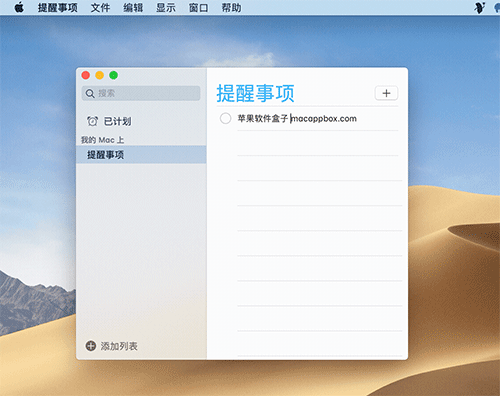 提醒事项 文件 编辑 显示 窗口 帮助
搜索
已计划
我的 Mac 上
提醒事项
添加列表
提醒事项
苹果软件盒子 macappbox.com